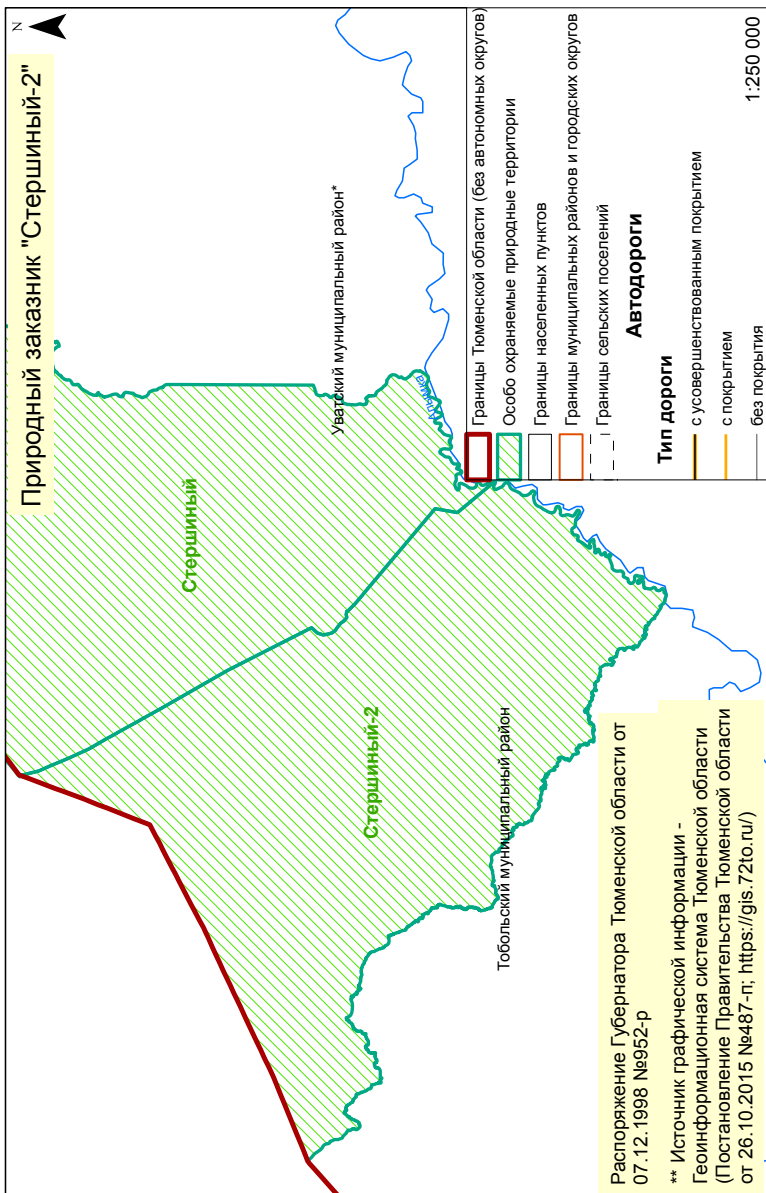 Природный заказник "Стершиный-2"
N
Уватский муниципальный район*
Стершиный
Алымка
Стершиный-2
Тобольский муниципальный район
Границы Тюменской области (без автономных округов)
Особо охраняемые природные территории
Границы населенных пунктов
Границы муниципальных районов и городских округов
Границы сельских поселений
Автодороги
Тип дороги
с усовершенствованным покрытием
с покрытием
без покрытия
1:250 000
Распоряжение Губернатора Тюменской области от
07.12.1998 №952-р
** Источник графической информации -
Геоинформационная система Тюменской области
(Постановление Правительства Тюменской области
от 26.10.2015 №487-п; https://gis.72to.ru/)